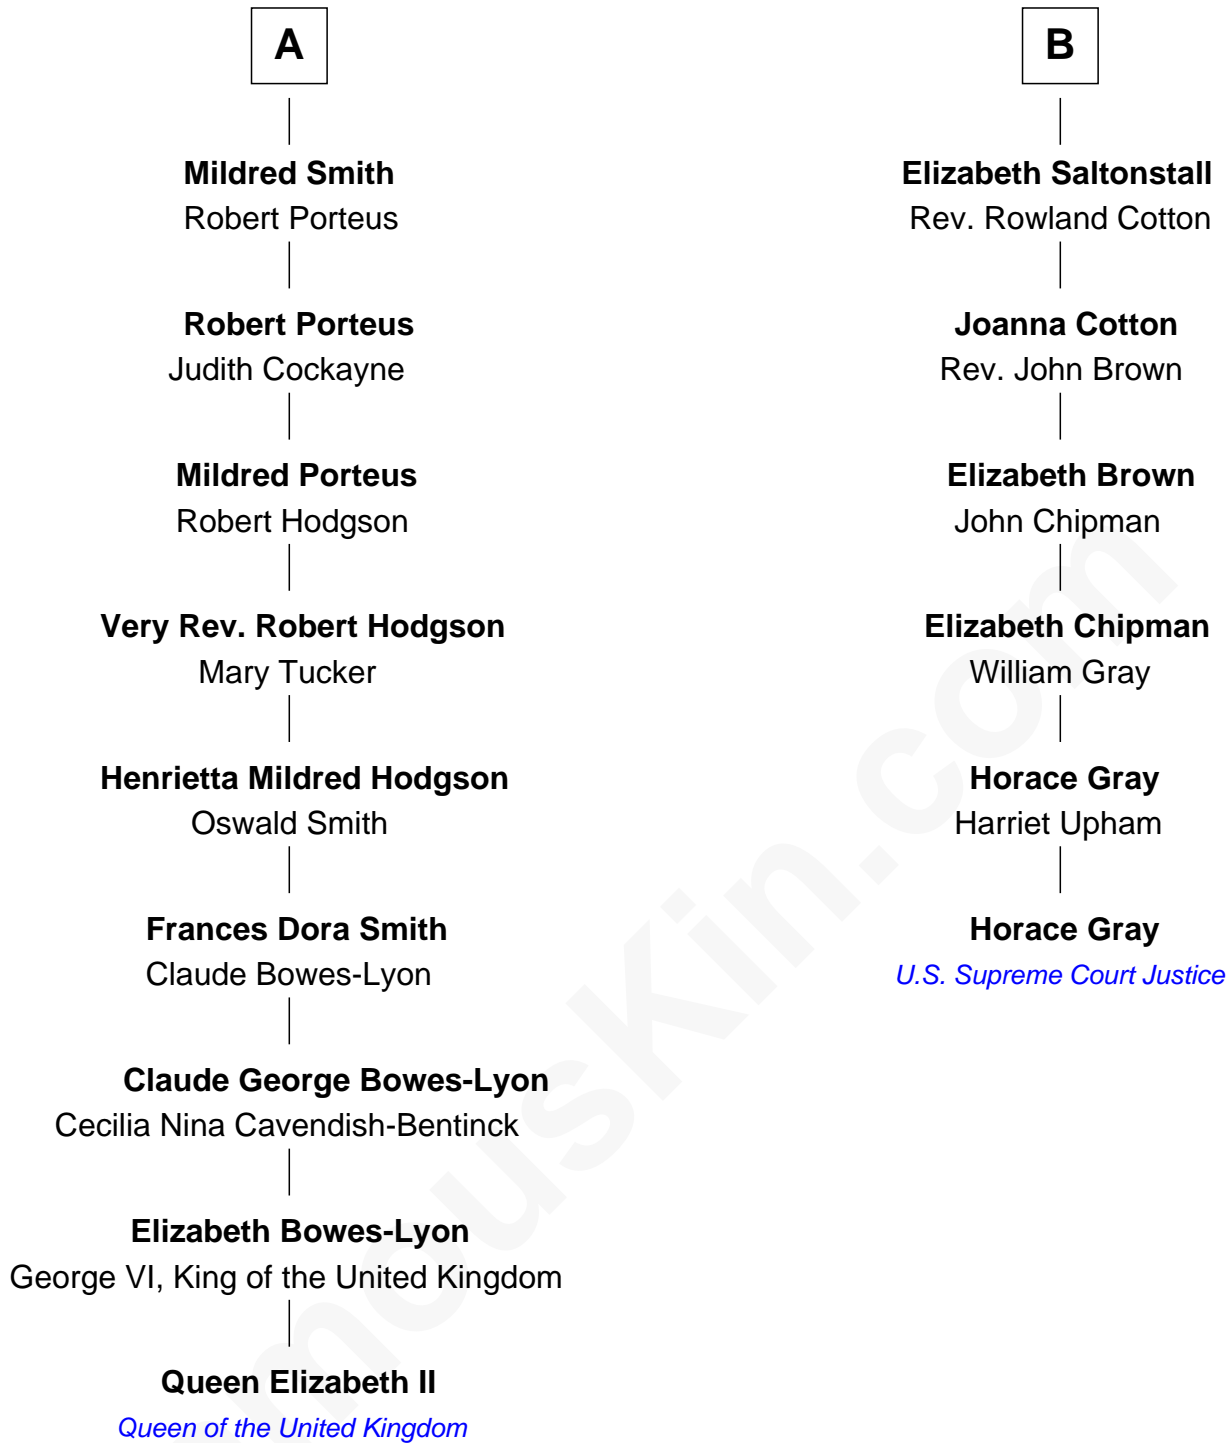 A
Mildred Smith
Robert Porteus
Robert Porteus
Judith Cockayne
Mildred Porteus
Robert Hodgson
Very Rev. Robert Hodgson
Mary Tucker
Henrietta Mildred Hodgson
Oswald Smith
Frances Dora Smith
Claude Bowes-Lyon
Claude George Bowes-Lyon
Cecilia Nina Cavendish-Bentinck
Elizabeth Bowes-Lyon
George VI, King of the United Kingdom
Queen Elizabeth II
Queen of the United Kingdom
B
Elizabeth Saltonstall
Rev. Rowland Cotton
Joanna Cotton
Rev. John Brown
Elizabeth Brown
John Chipman
Elizabeth Chipman
William Gray
Horace Gray
Harriet Upham
Horace Gray
U.S. Supreme Court Justice
mousKin.com